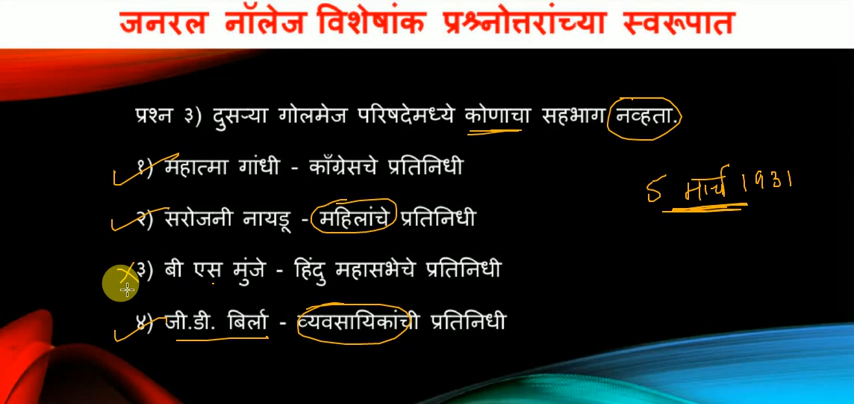 जनरल नॉलेज विशेषांक प्रश्नोत्तरांच्या स्वरूपात
प्रश्न ३) दुसऱ्या गोलमेज परिषदेमध्ये कोणाचा सहभाग नव्हता.
१) महात्मा गांधी - काँग्रेसचे प्रतिनिधी
5 मार्च 1931
२) सरोजनी नायडू - महिलांचे प्रतिनिधी
३) बी एस मुंजे - हिंदु महासभेचे प्रतिनिधी
४) जी.डी. बिर्ला - व्यवसायिकांची प्रतिनिधी